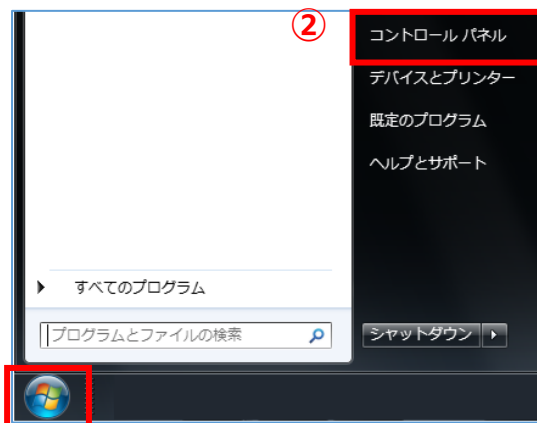 ②
コントロール パネル
デバイスとプリンター
既定のプログラム
ヘルプとサポート
すべてのプログラム
プログラムとファイルの検索
シャットダウン